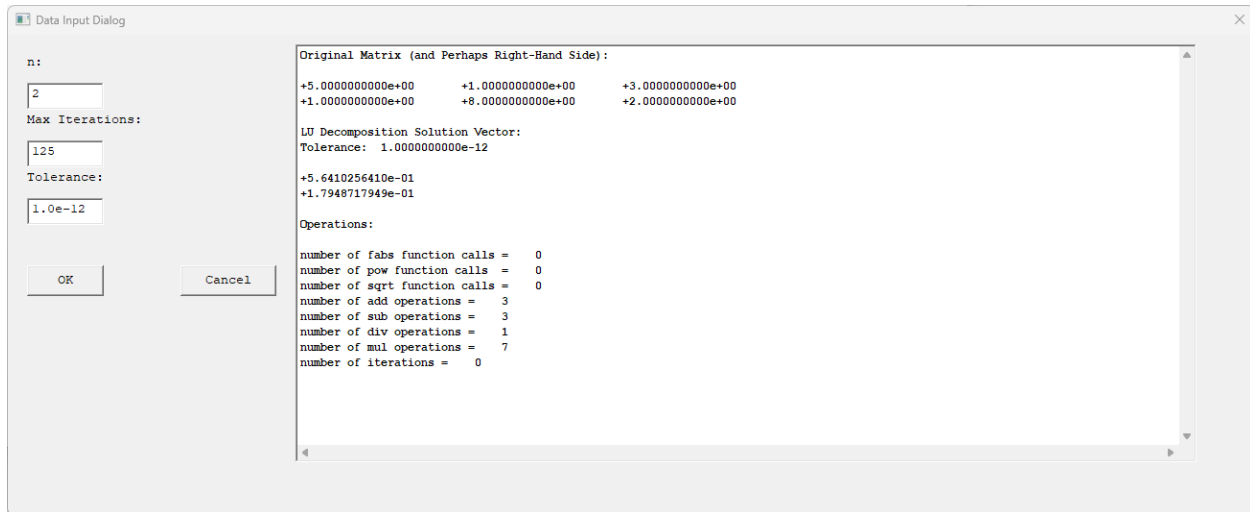 Data Input Dialog
n:
2
Max Iterations:
125
Tolerance:
1.0e-12
OK
Cancel
Original Matrix (and Perhaps Right-Hand Side):
+5.0000000000e+00 +1.0000000000e+00 +3.0000000000e+00
+1.0000000000e+00 +8.0000000000e+00 +2.0000000000e+00
LU Decomposition Solution Vector:
Tolerance: 1.0000000000e-12
+5.6410256410e-01
+1.7948717949e-01
Operations:
number of fabs function calls = 0
number of pow function calls = 0
number of sqrt function calls = 0
number of add operations = 3
number of sub operations = 3
number of div operations = 1
number of mul operations = 7
number of iterations = 0